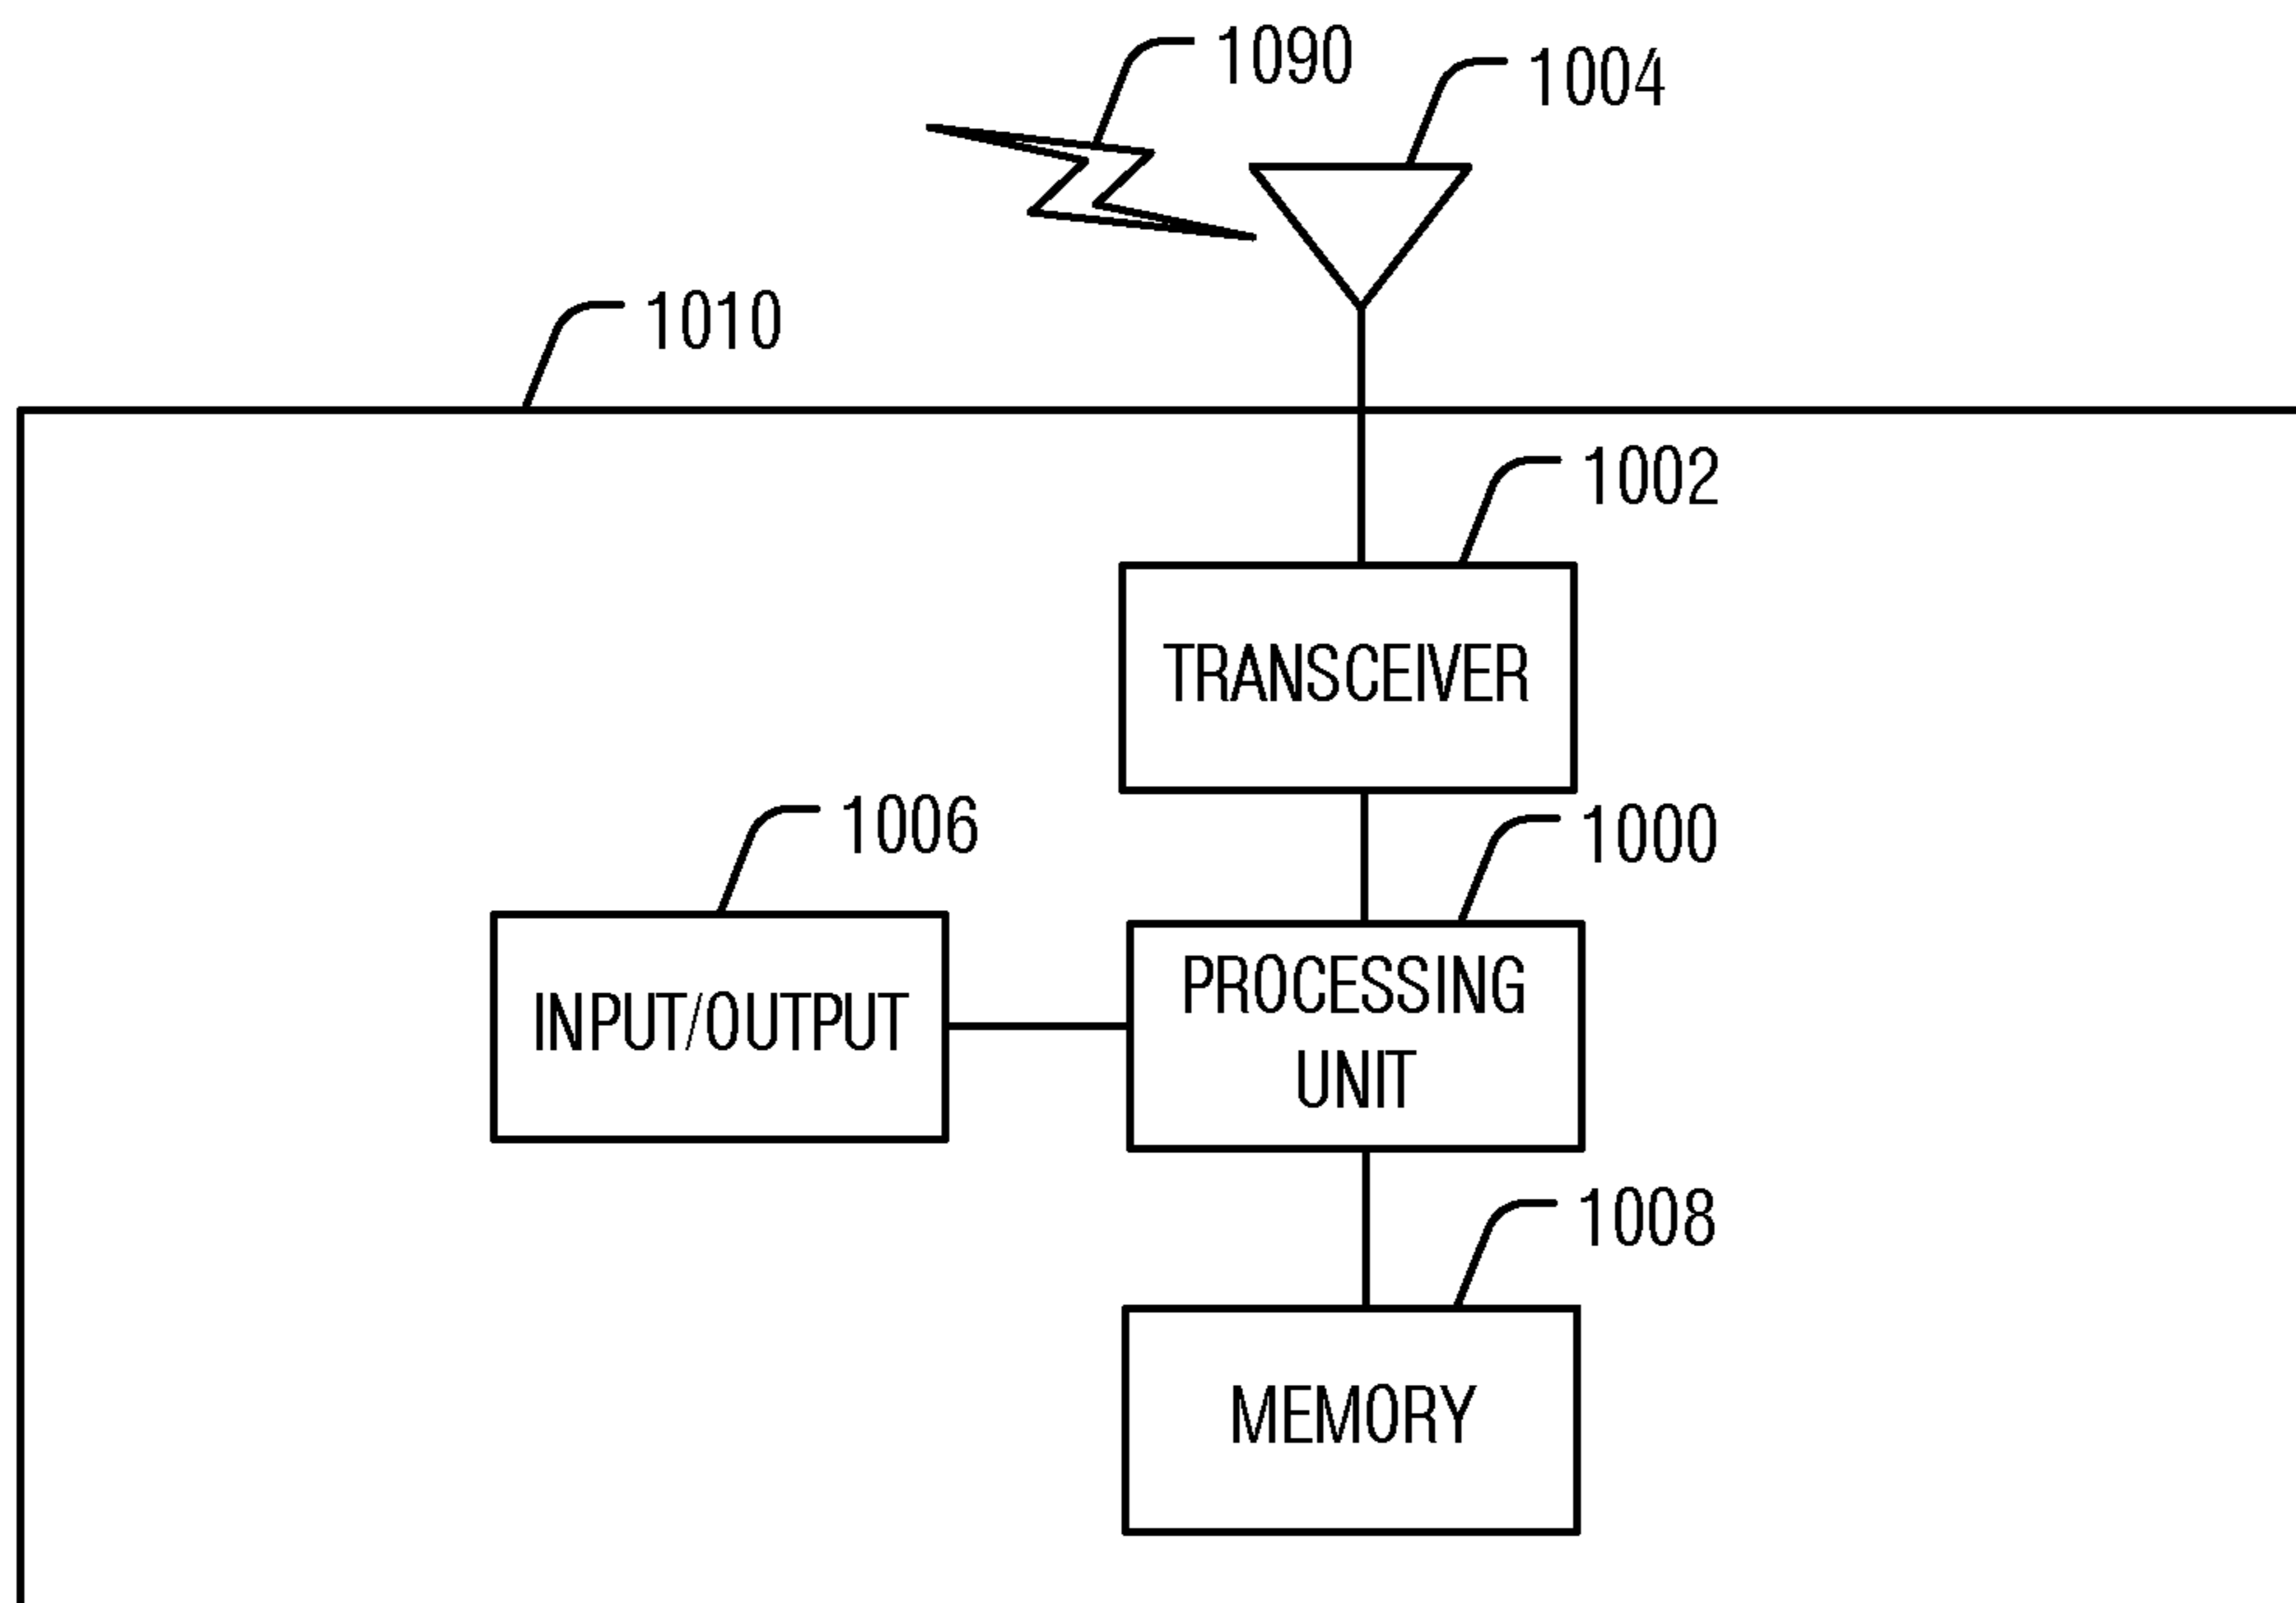 1090
1004
1010
1002
TRANSCEIVER
1006
1000
INPUT/OUTPUT
PROCESSING
UNIT
1008
MEMORY